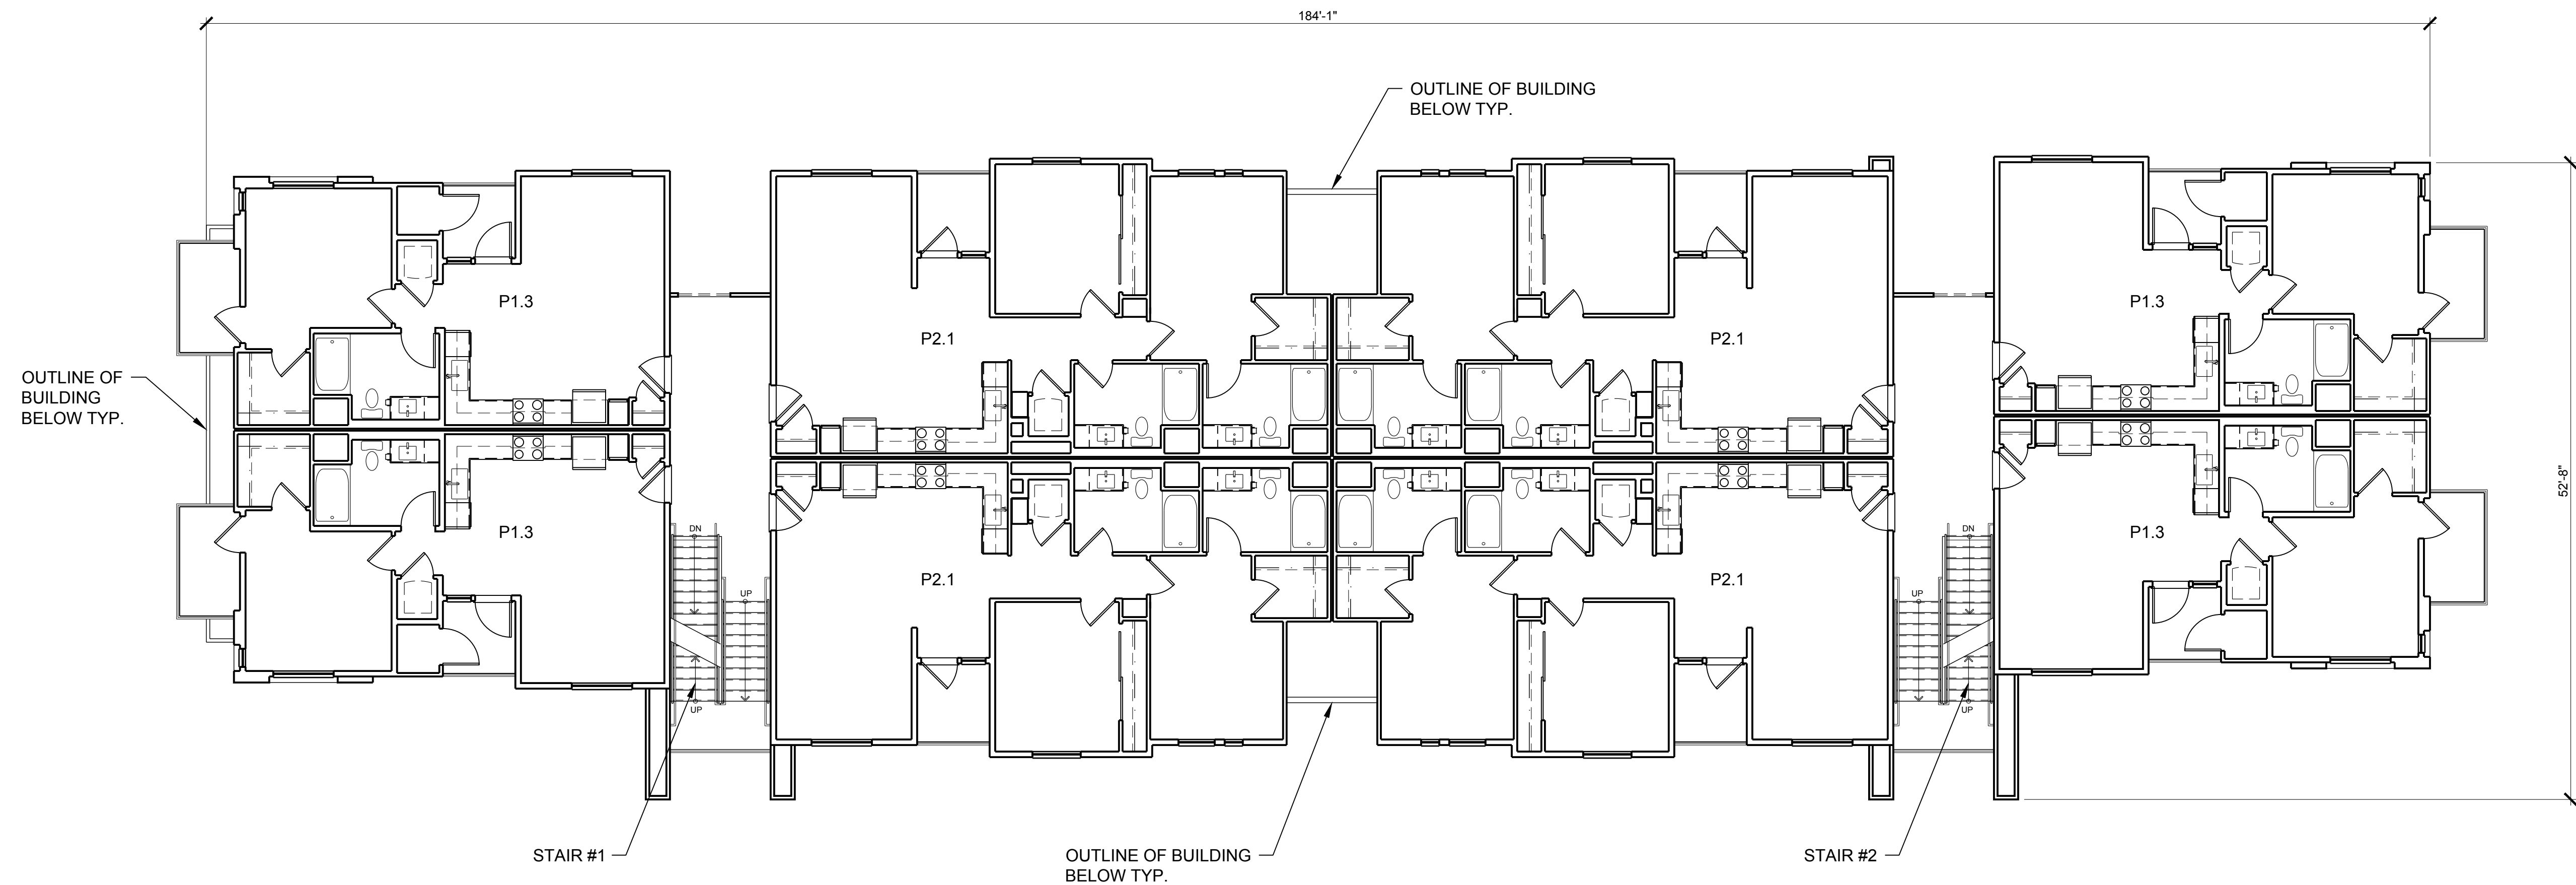 184'-1"
OUTLINE OF BUILDING
BELOW TYP.
P1.3
P2.1
P2.1
P1.3
OUTLINE OF
BUILDING
BELOW TYP.
52'-8"
P1.3
DN
UP
UP
P2.1
P2.1
DN
UP
UP
P1.3
STAIR #1
OUTLINE OF BUILDING
BELOW TYP.
STAIR #2